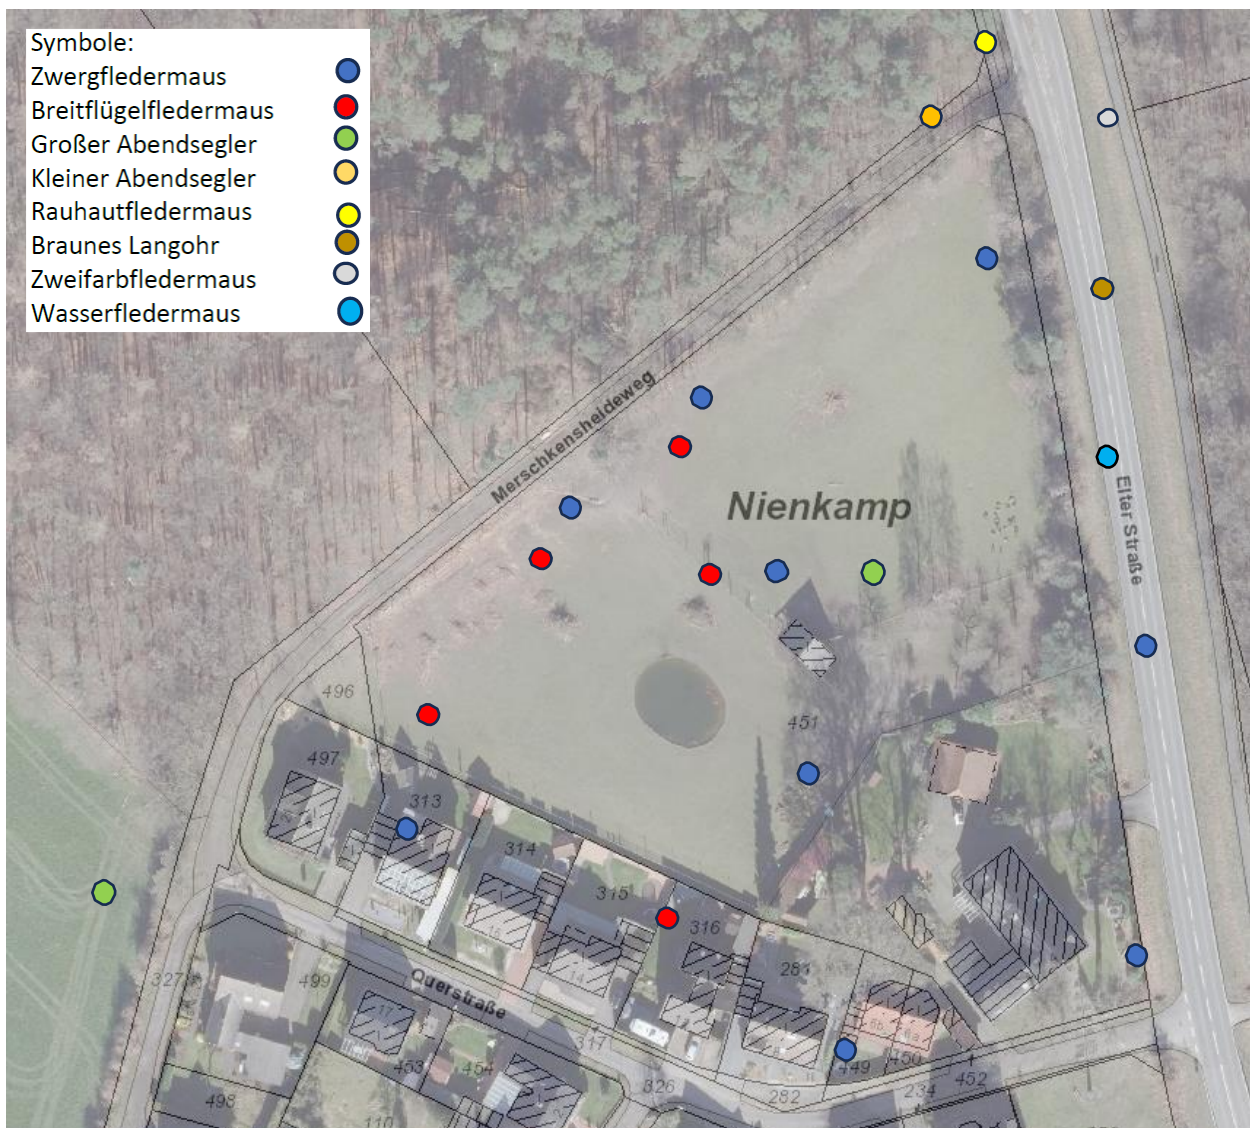 Symbole:
Zwergfledermaus
Breitflügelfledermaus
Großer Abendsegler
Kleiner Abendsegler
Rauhautfledermaus
Braunes Langohr
Zweifarbfledermaus
Wasserfledermaus
Merschkensheideweg
Nienkamp
Elter Straße
496
451
497
313
314
315
316
281
327
499
Querstraße
17
14
453
454
317
326
282
449
450
234
452
498
110